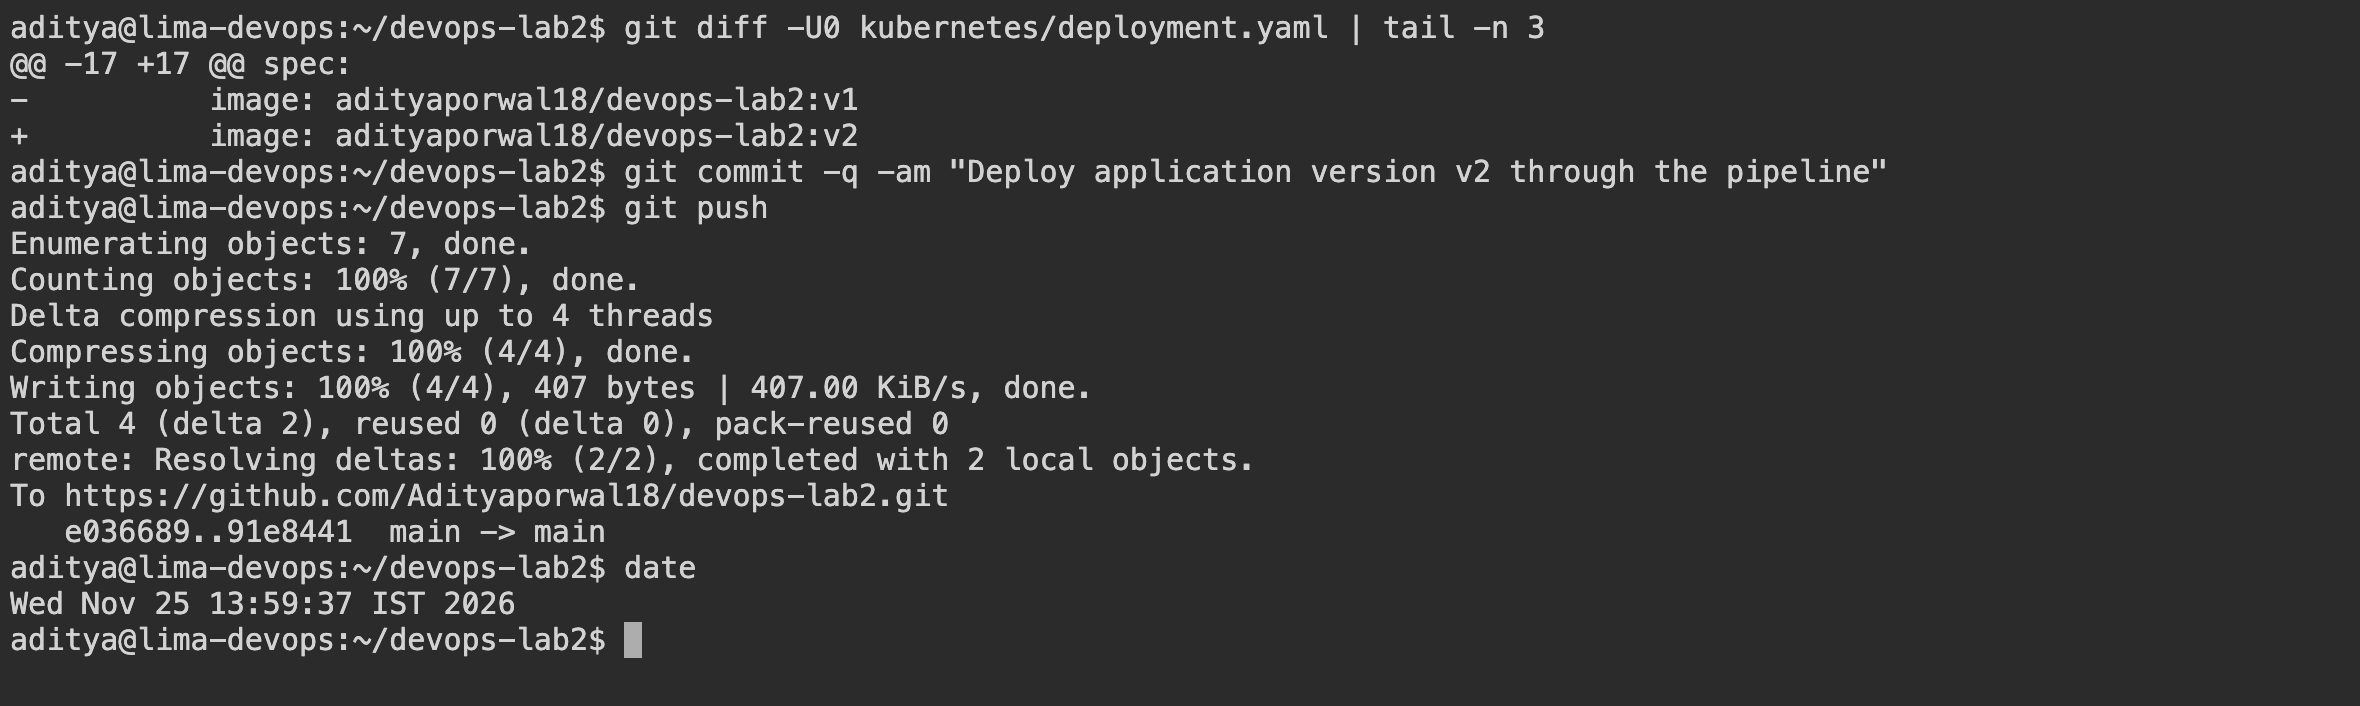 aditya@lima-devops:~/devops-lab2$ git diff -U0 kubernetes/deployment.yaml | tail -n 3
@@ -17 +17 @@ spec:
-          image: adityaporwal18/devops-lab2:v1
+          image: adityaporwal18/devops-lab2:v2
aditya@lima-devops:~/devops-lab2$ git commit -q -am "Deploy application version v2 through the pipeline"
aditya@lima-devops:~/devops-lab2$ git push
Enumerating objects: 7, done.
Counting objects: 100% (7/7), done.
Delta compression using up to 4 threads
Compressing objects: 100% (4/4), done.
Writing objects: 100% (4/4), 407 bytes | 407.00 KiB/s, done.
Total 4 (delta 2), reused 0 (delta 0), pack-reused 0
remote: Resolving deltas: 100% (2/2), completed with 2 local objects.
To https://github.com/Adityaporwal18/devops-lab2.git
   e036689..91e8441  main -> main
aditya@lima-devops:~/devops-lab2$ date
Wed Nov 25 13:59:37 IST 2026
aditya@lima-devops:~/devops-lab2$